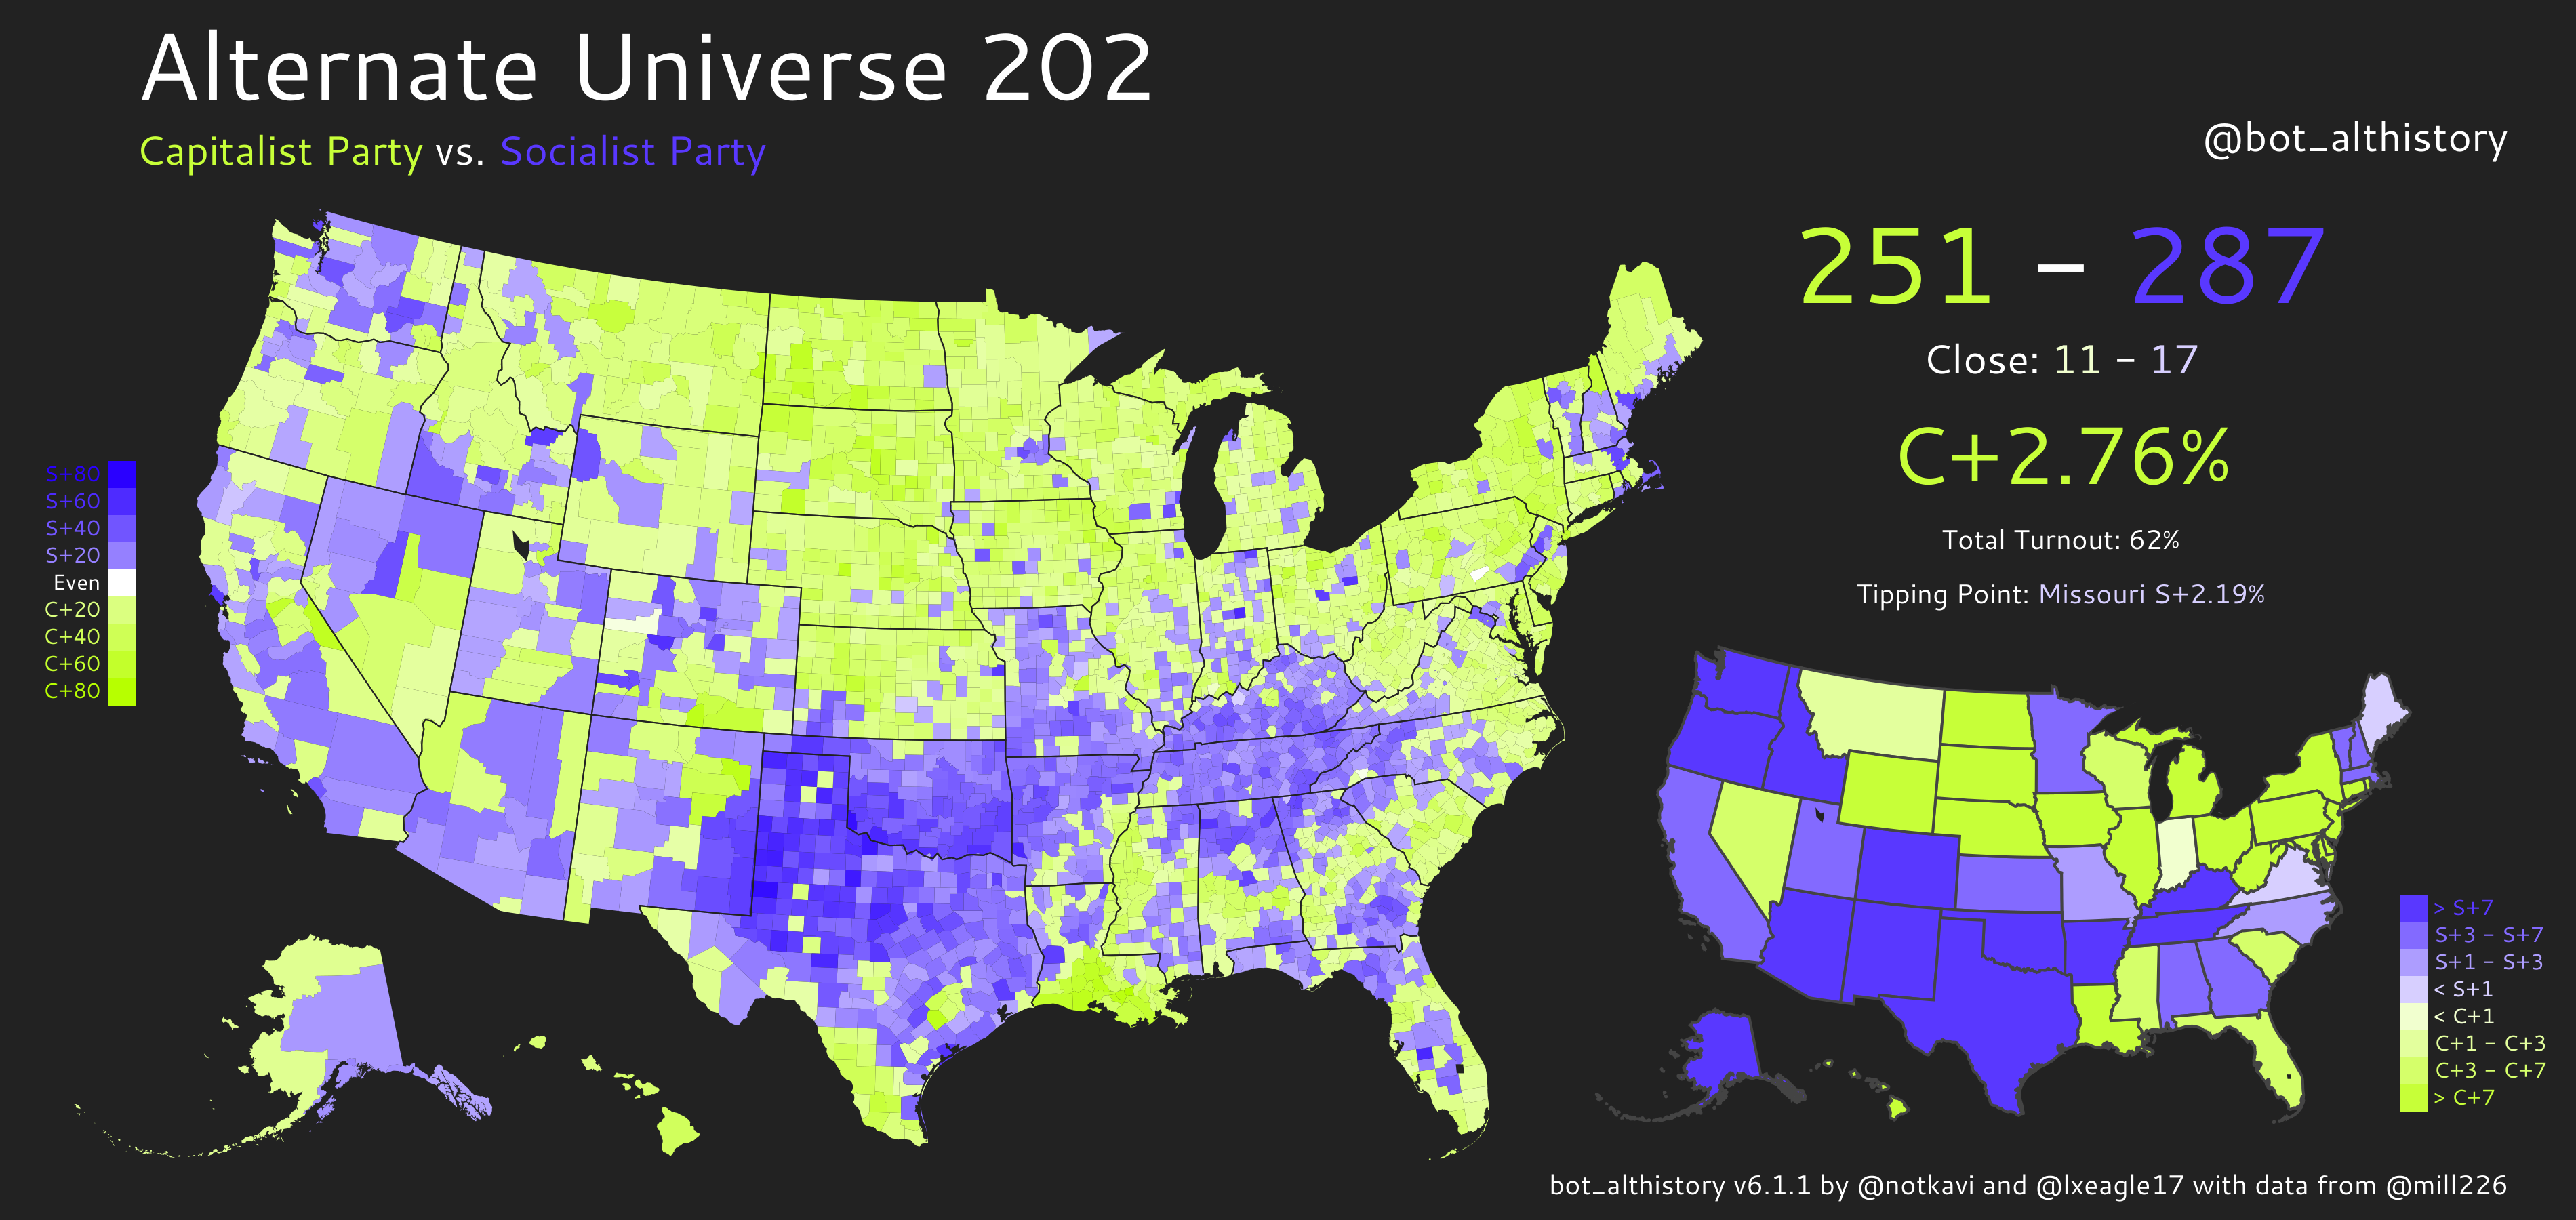 Alternate Universe 202
Capitalist Party vs. Socialist Party
@bot_althistory
251 – 287
Close: 11 - 17
C+2.76%
Total Turnout: 62%
Tipping Point: Missouri S+2.19%
S+80
S+60
S+40
S+20
Even
C+20
C+40
C+60
C+80
> S+7
S+3 - S+7
S+1 - S+3
< S+1
< C+1
C+1 - C+3
C+3 - C+7
> C+7
bot_althistory v6.1.1 by @notkavi and @lxeagle17 with data from @mill226